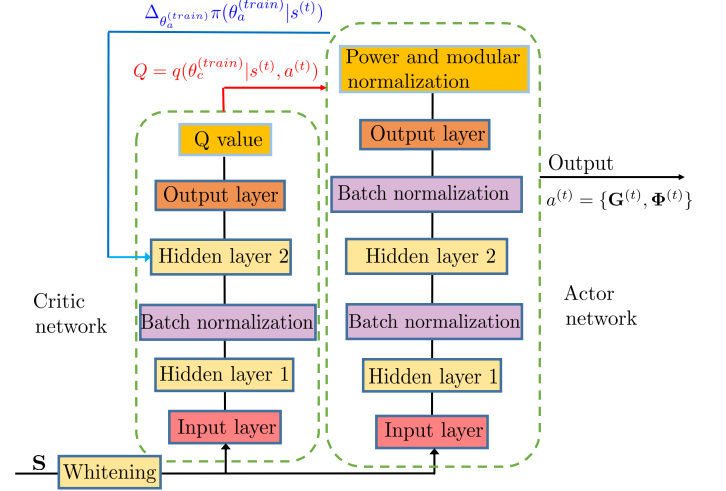 Δ_{θ_a^{(train)}} π(θ_a^{(train)}|s^{(t)})
Q = q(θ_c^{(train)}|s^{(t)}, a^{(t)})
Q value
Output layer
Hidden layer 2
Batch normalization
Hidden layer 1
Input layer
Critic
network
Power and modular
normalization
Output layer
Batch normalization
Hidden layer 2
Batch normalization
Hidden layer 1
Input layer
Actor
network
Output
a^{(t)} = {G^{(t)}, Φ^{(t)}}
S
Whitening